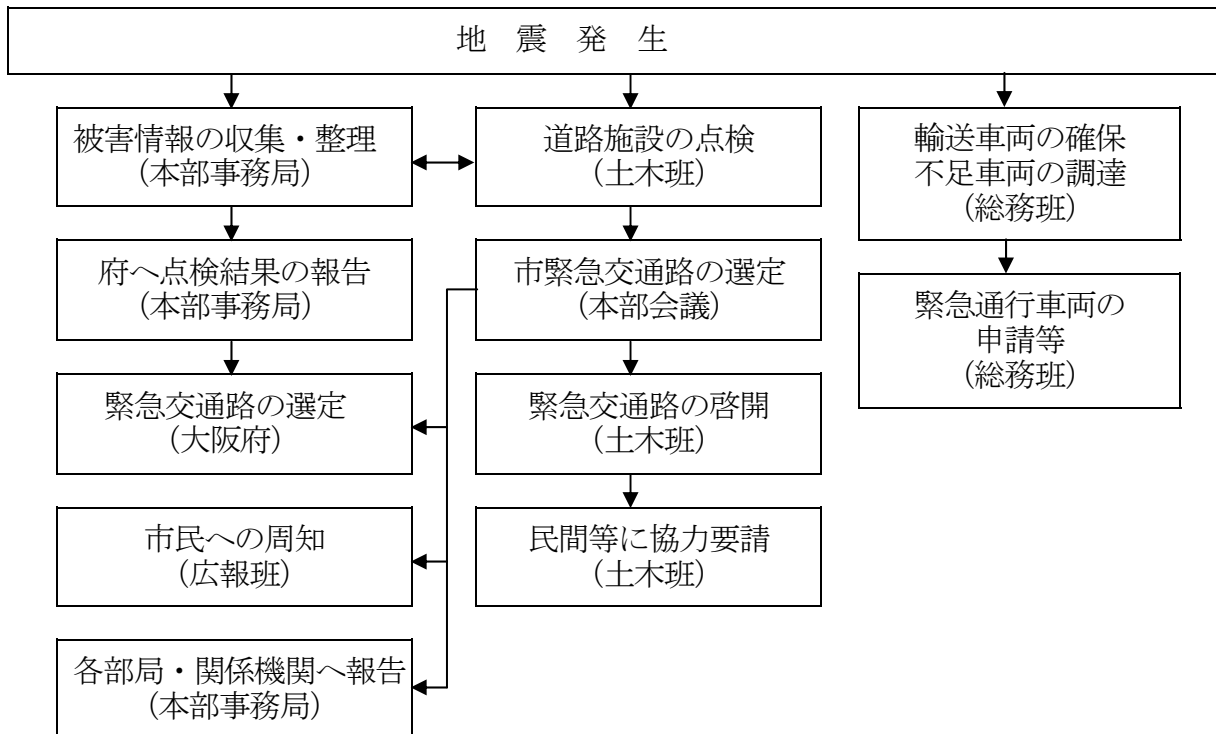 地 震 発 生
被害情報の収集・整理
（本部事務局）
道路施設の点検
（土木班）
輸送車両の確保
不足車両の調達
（総務班）
府へ点検結果の報告
（本部事務局）
市緊急交通路の選定
（本部会議）
緊急通行車両の
申請等
（総務班）
緊急交通路の選定
（大阪府）
緊急交通路の啓開
（土木班）
市民への周知
（広報班）
民間等に協力要請
（土木班）
各部局・関係機関へ報告
（本部事務局）